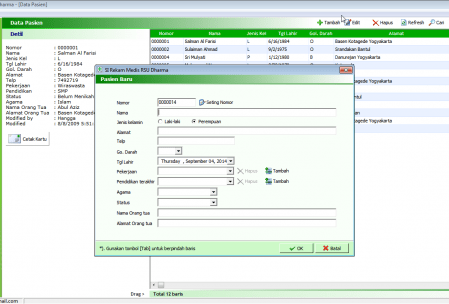 Dharma - [Data Pasien]
Data Pasien
Tambah Edit Hapus Refresh Cari
Detil
Nomor : 0000001
Nama : Salman Al Farisi
Jenis Kel : L
Tgl Lahir : 6/16/1984
Gol. Darah : O
Alamat : Basen Kotagede
Telp : 7492719
Pekerjaan : Wiraswasta
Pendidikan : SMP
Status : Belum Menikah
Agama : Islam
Nama Orang Tua : Abul Aziz
Alamat Orang Tua : Basen Kotagede
Modified : Hangga
Modified : 8/8/2009 5:51:
Cetak Kartu
Nomor Nama Jenis Kel Tgl Lahir Gol. Darah Alamat
0000001 Salman Al Farisi L 6/16/1984 O Basen Kotagede Yogyakarta
0000002 Sulaiman Ahmad L 9/2/1975 O Srandakan Bantul
0000004 Sri Mulyati P 1/12/1980 B Danurejan Yogyakarta
SI Rekam Medis RSU Dharma
Pasien Baru
Nomor 0000014 Setting Nomor
Nama
Jenis kelamin Laki-laki Perempuan
Alamat
Telp
Go. Darah
Tgl Lahir Thursday , September 04, 2014
Pekerjaan Hapus Tambah
Pendidikan terakhir Hapus Tambah
Agama
Status
Nama Orang tua
Alamat Orang tua
*). Gunakan tombol [Tab] untuk berpindah baris
OK Batal
Drag > Total 12 baris
mail.com